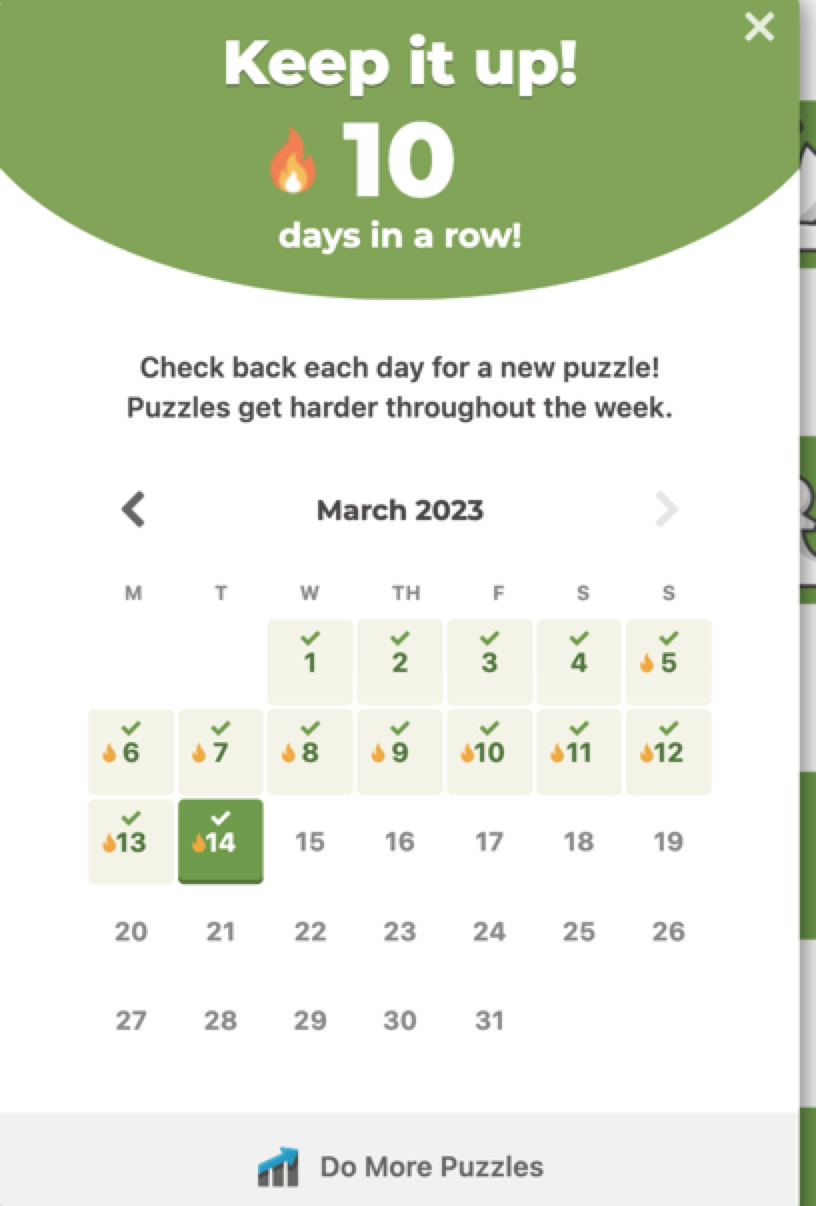 Keep it up!
10
days in a row!
Check back each day for a new puzzle!
Puzzles get harder throughout the week.
March 2023
M T W TH F S S
1 2 3 4 5
6 7 8 9 10 11 12
13 14 15 16 17 18 19
20 21 22 23 24 25 26
27 28 29 30 31
Do More Puzzles